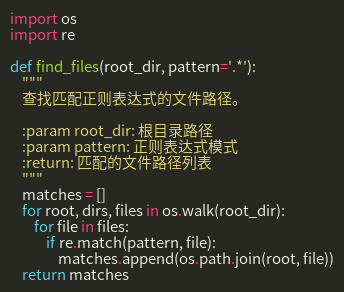 import os
import re

def find_files(root_dir, pattern='.*'):
    """
    查找匹配正则表达式的文件路径。

    :param root_dir: 根目录路径
    :param pattern: 正则表达式模式
    :return: 匹配的文件路径列表
    """
    matches = []
    for root, dirs, files in os.walk(root_dir):
        for file in files:
            if re.match(pattern, file):
                matches.append(os.path.join(root, file))
    return matches